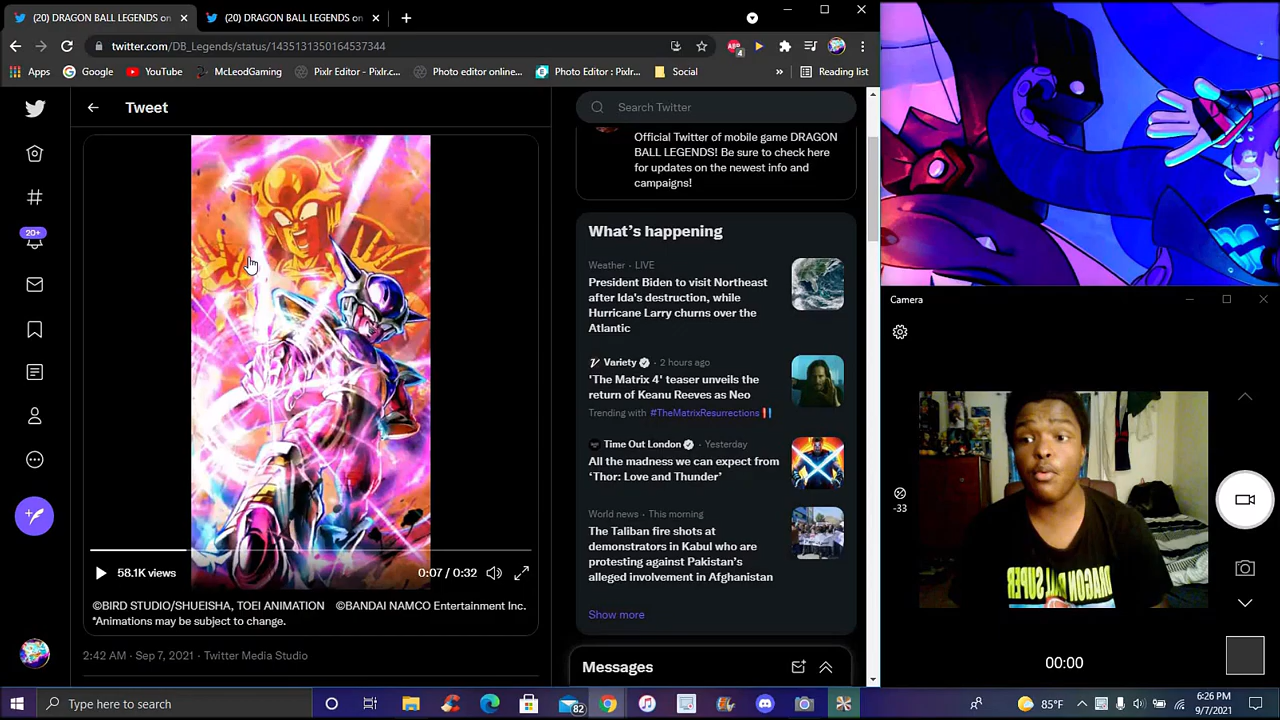 (20) DRAGON BALL LEGENDS on
(20) DRAGON BALL LEGENDS on
twitter.com/DB_Legends/status/1435131350164537344
Apps
Google
YouTube
McLeodGaming
Pixlr Editor - Pixlr.c...
Photo editor online...
Photo Editor : Pixlr...
Social
»
Reading list
Tweet
Search Twitter
Official Twitter of mobile game DRAGON
BALL LEGENDS! Be sure to check here
for updates on the newest info and
campaigns!
20+
What's happening
Weather · LIVE
President Biden to visit Northeast
after Ida's destruction, while
Hurricane Larry churns over the
Atlantic
Variety · 2 hours ago
'The Matrix 4' teaser unveils the
return of Keanu Reeves as Neo
Trending with #TheMatrixResurrections
Time Out London · Yesterday
All the madness we can expect from
'Thor: Love and Thunder'
World news · This morning
The Taliban fire shots at
demonstrators in Kabul who are
protesting against Pakistan's
alleged involvement in Afghanistan
Show more
58.1K views
0:07 / 0:32
©BIRD STUDIO/SHUEISHA, TOEI ANIMATION ©BANDAI NAMCO Entertainment Inc.
*Animations may be subject to change.
2:42 AM · Sep 7, 2021 · Twitter Media Studio
Messages
Camera
-33
DRAGON BALL SUPER
00:00
Type here to search
82
85°F
6:26 PM
9/7/2021